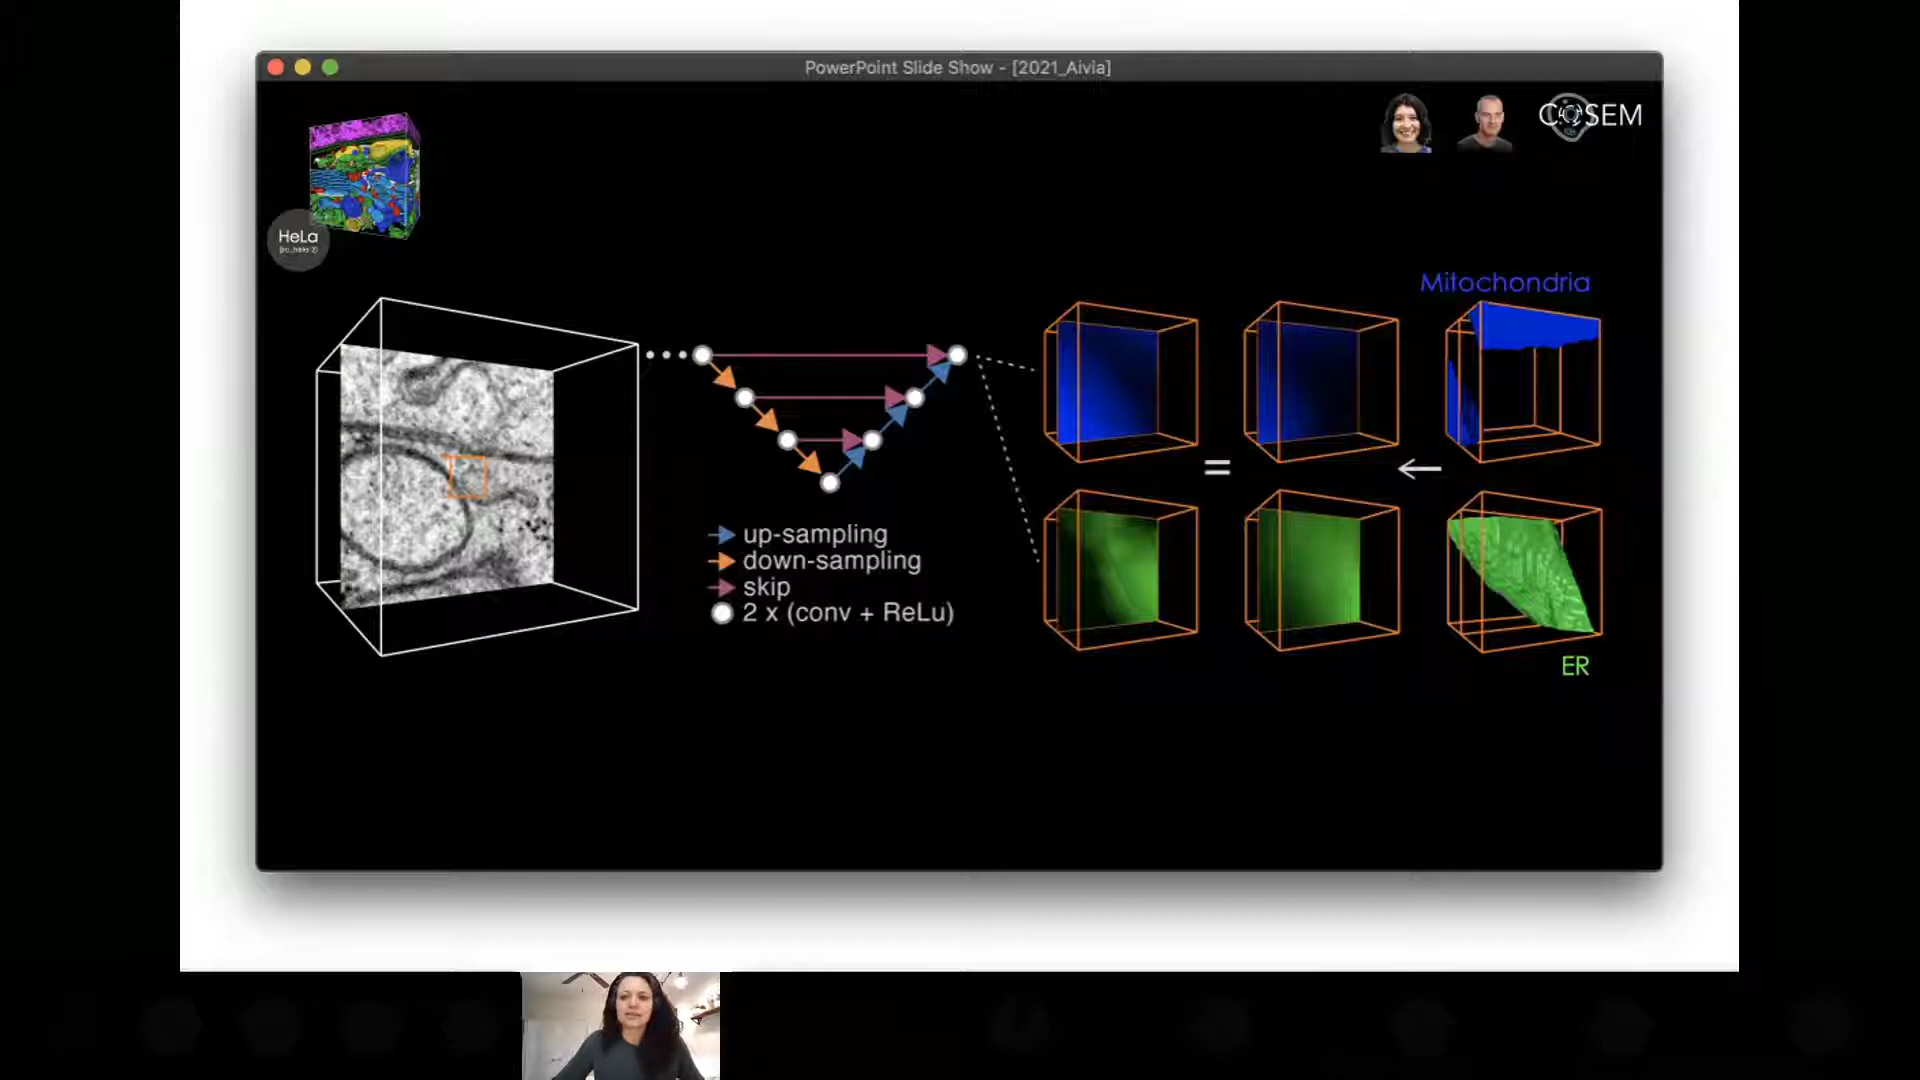 PowerPoint Slide Show - [2021_Aivia]
COSEM
HeLa
Mitochondria
=
up-sampling
down-sampling
skip
2 x (conv + ReLu)
ER